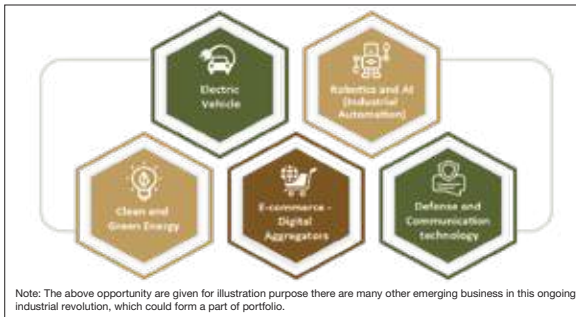 Electric
Vehicle
Robotics and AI
(Industrial
Automation)
Clean and
Green Energy
E-commerce -
Digital
Aggregators
Defense and
Communication
technology
Note: The above opportunity are given for illustration purpose there are many other emerging business in this ongoing
industrial revolution, which could form a part of portfolio.